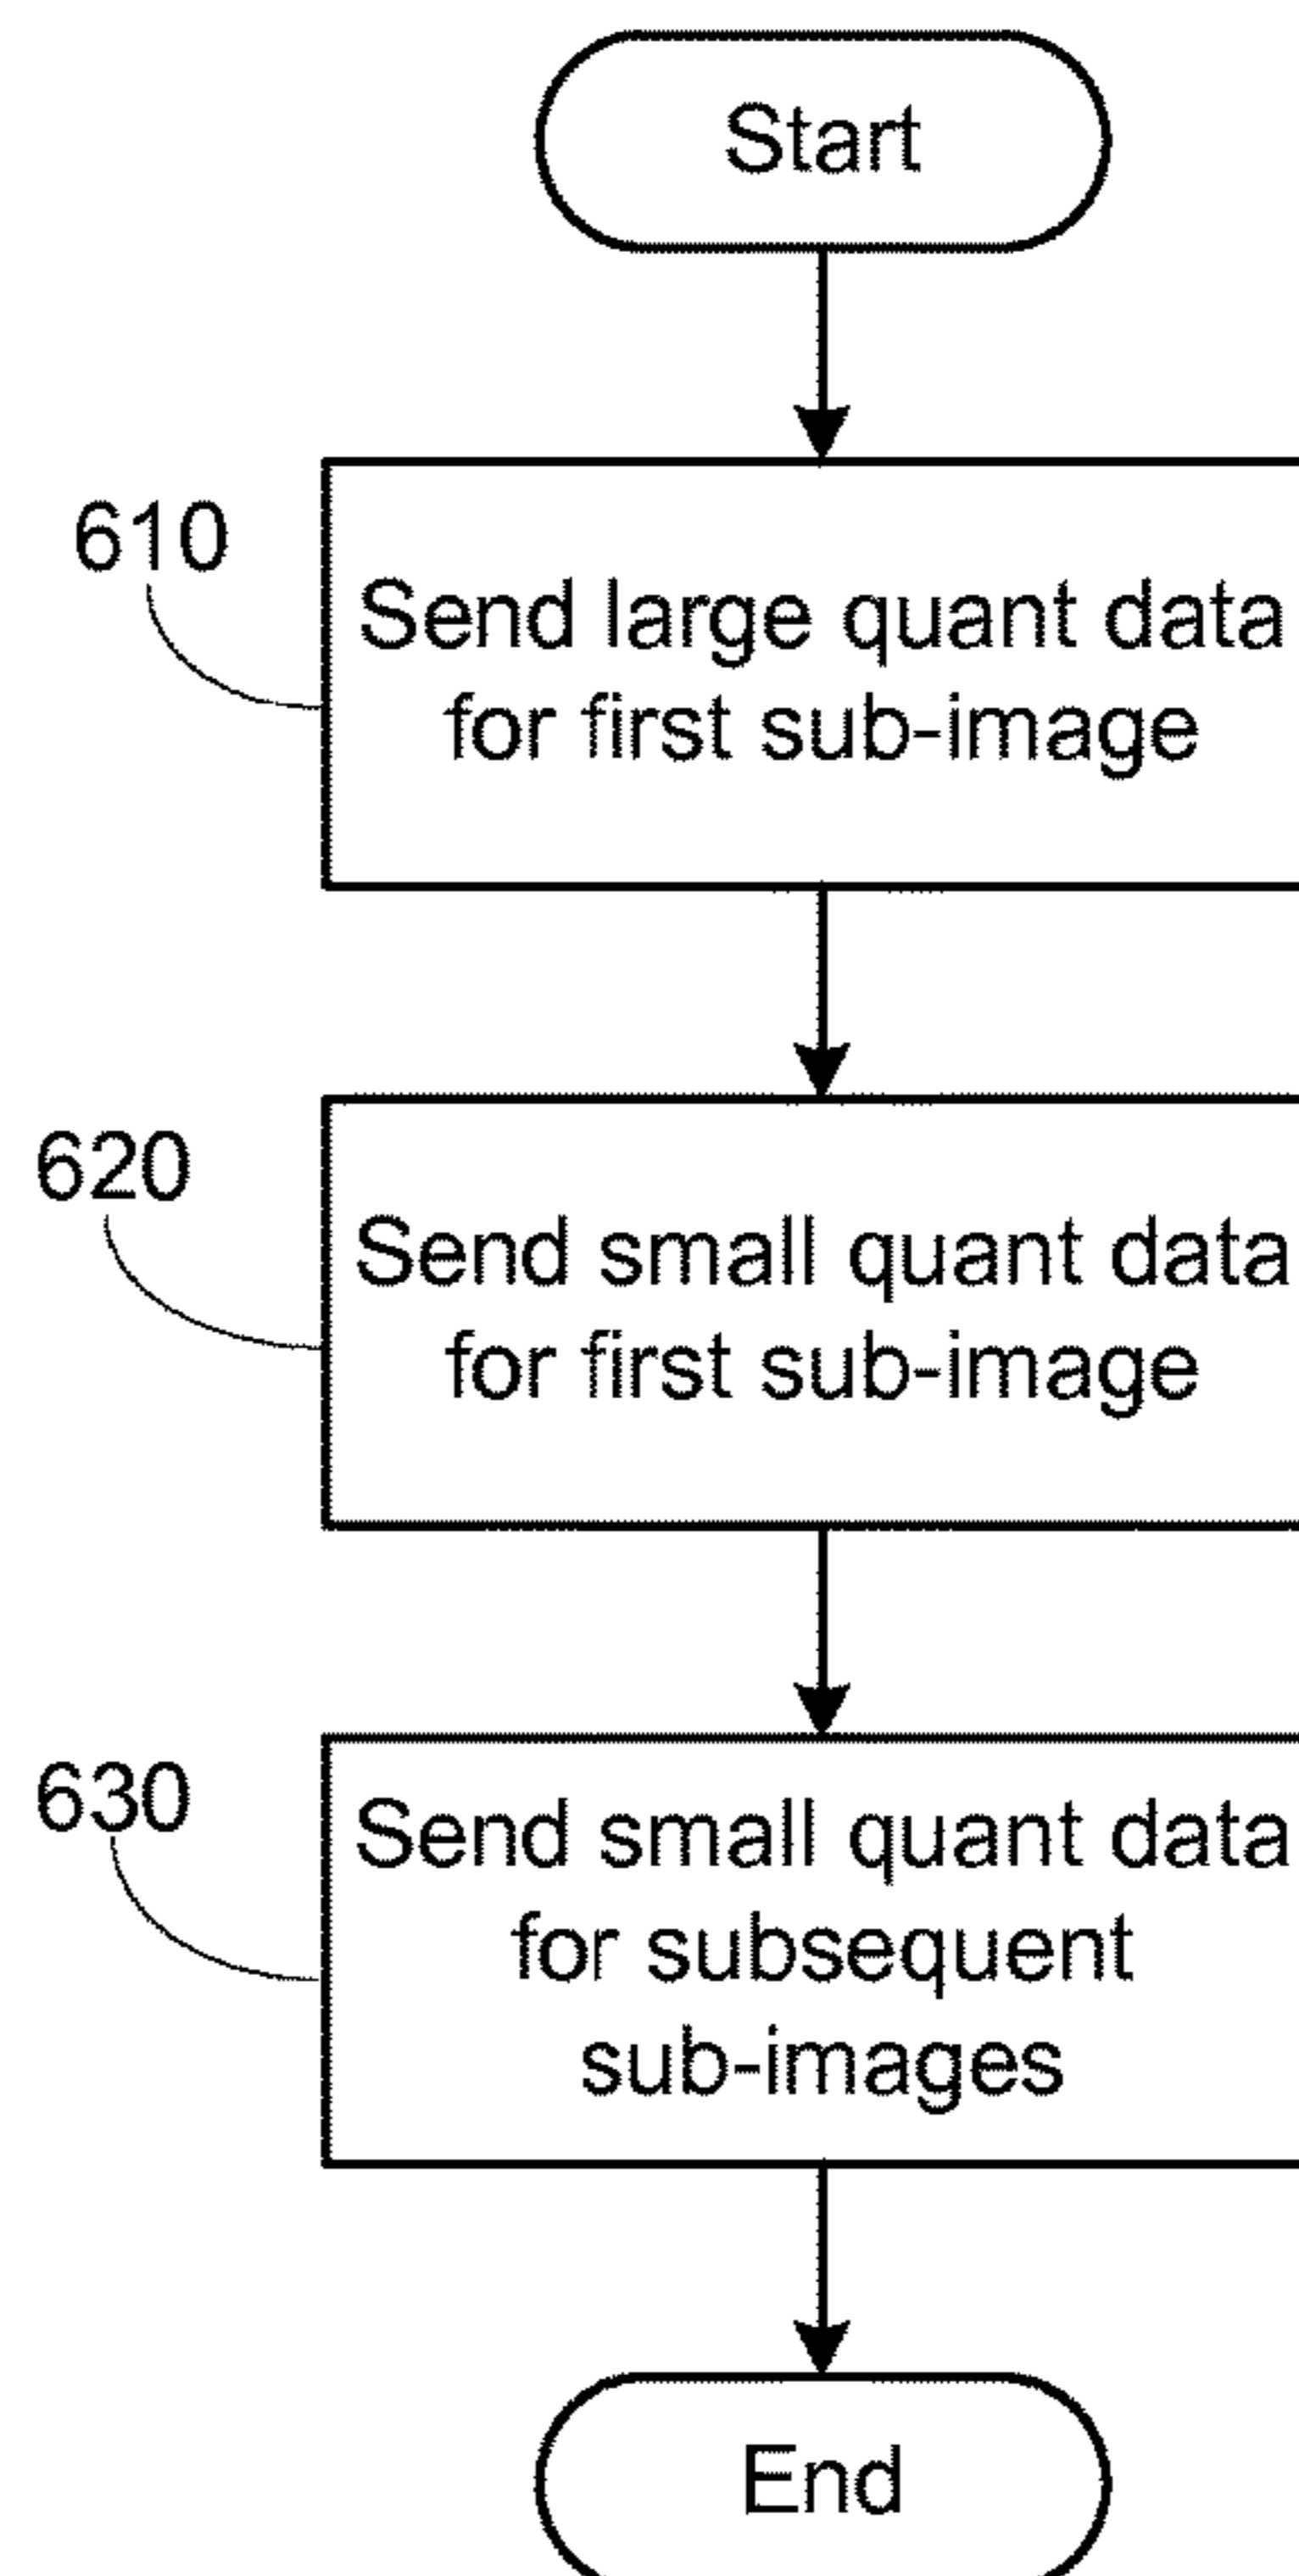 Start
610
Send large quant data
for first sub-image
620
Send small quant data
for first sub-image
630
Send small quant data
for subsequent
sub-images
End